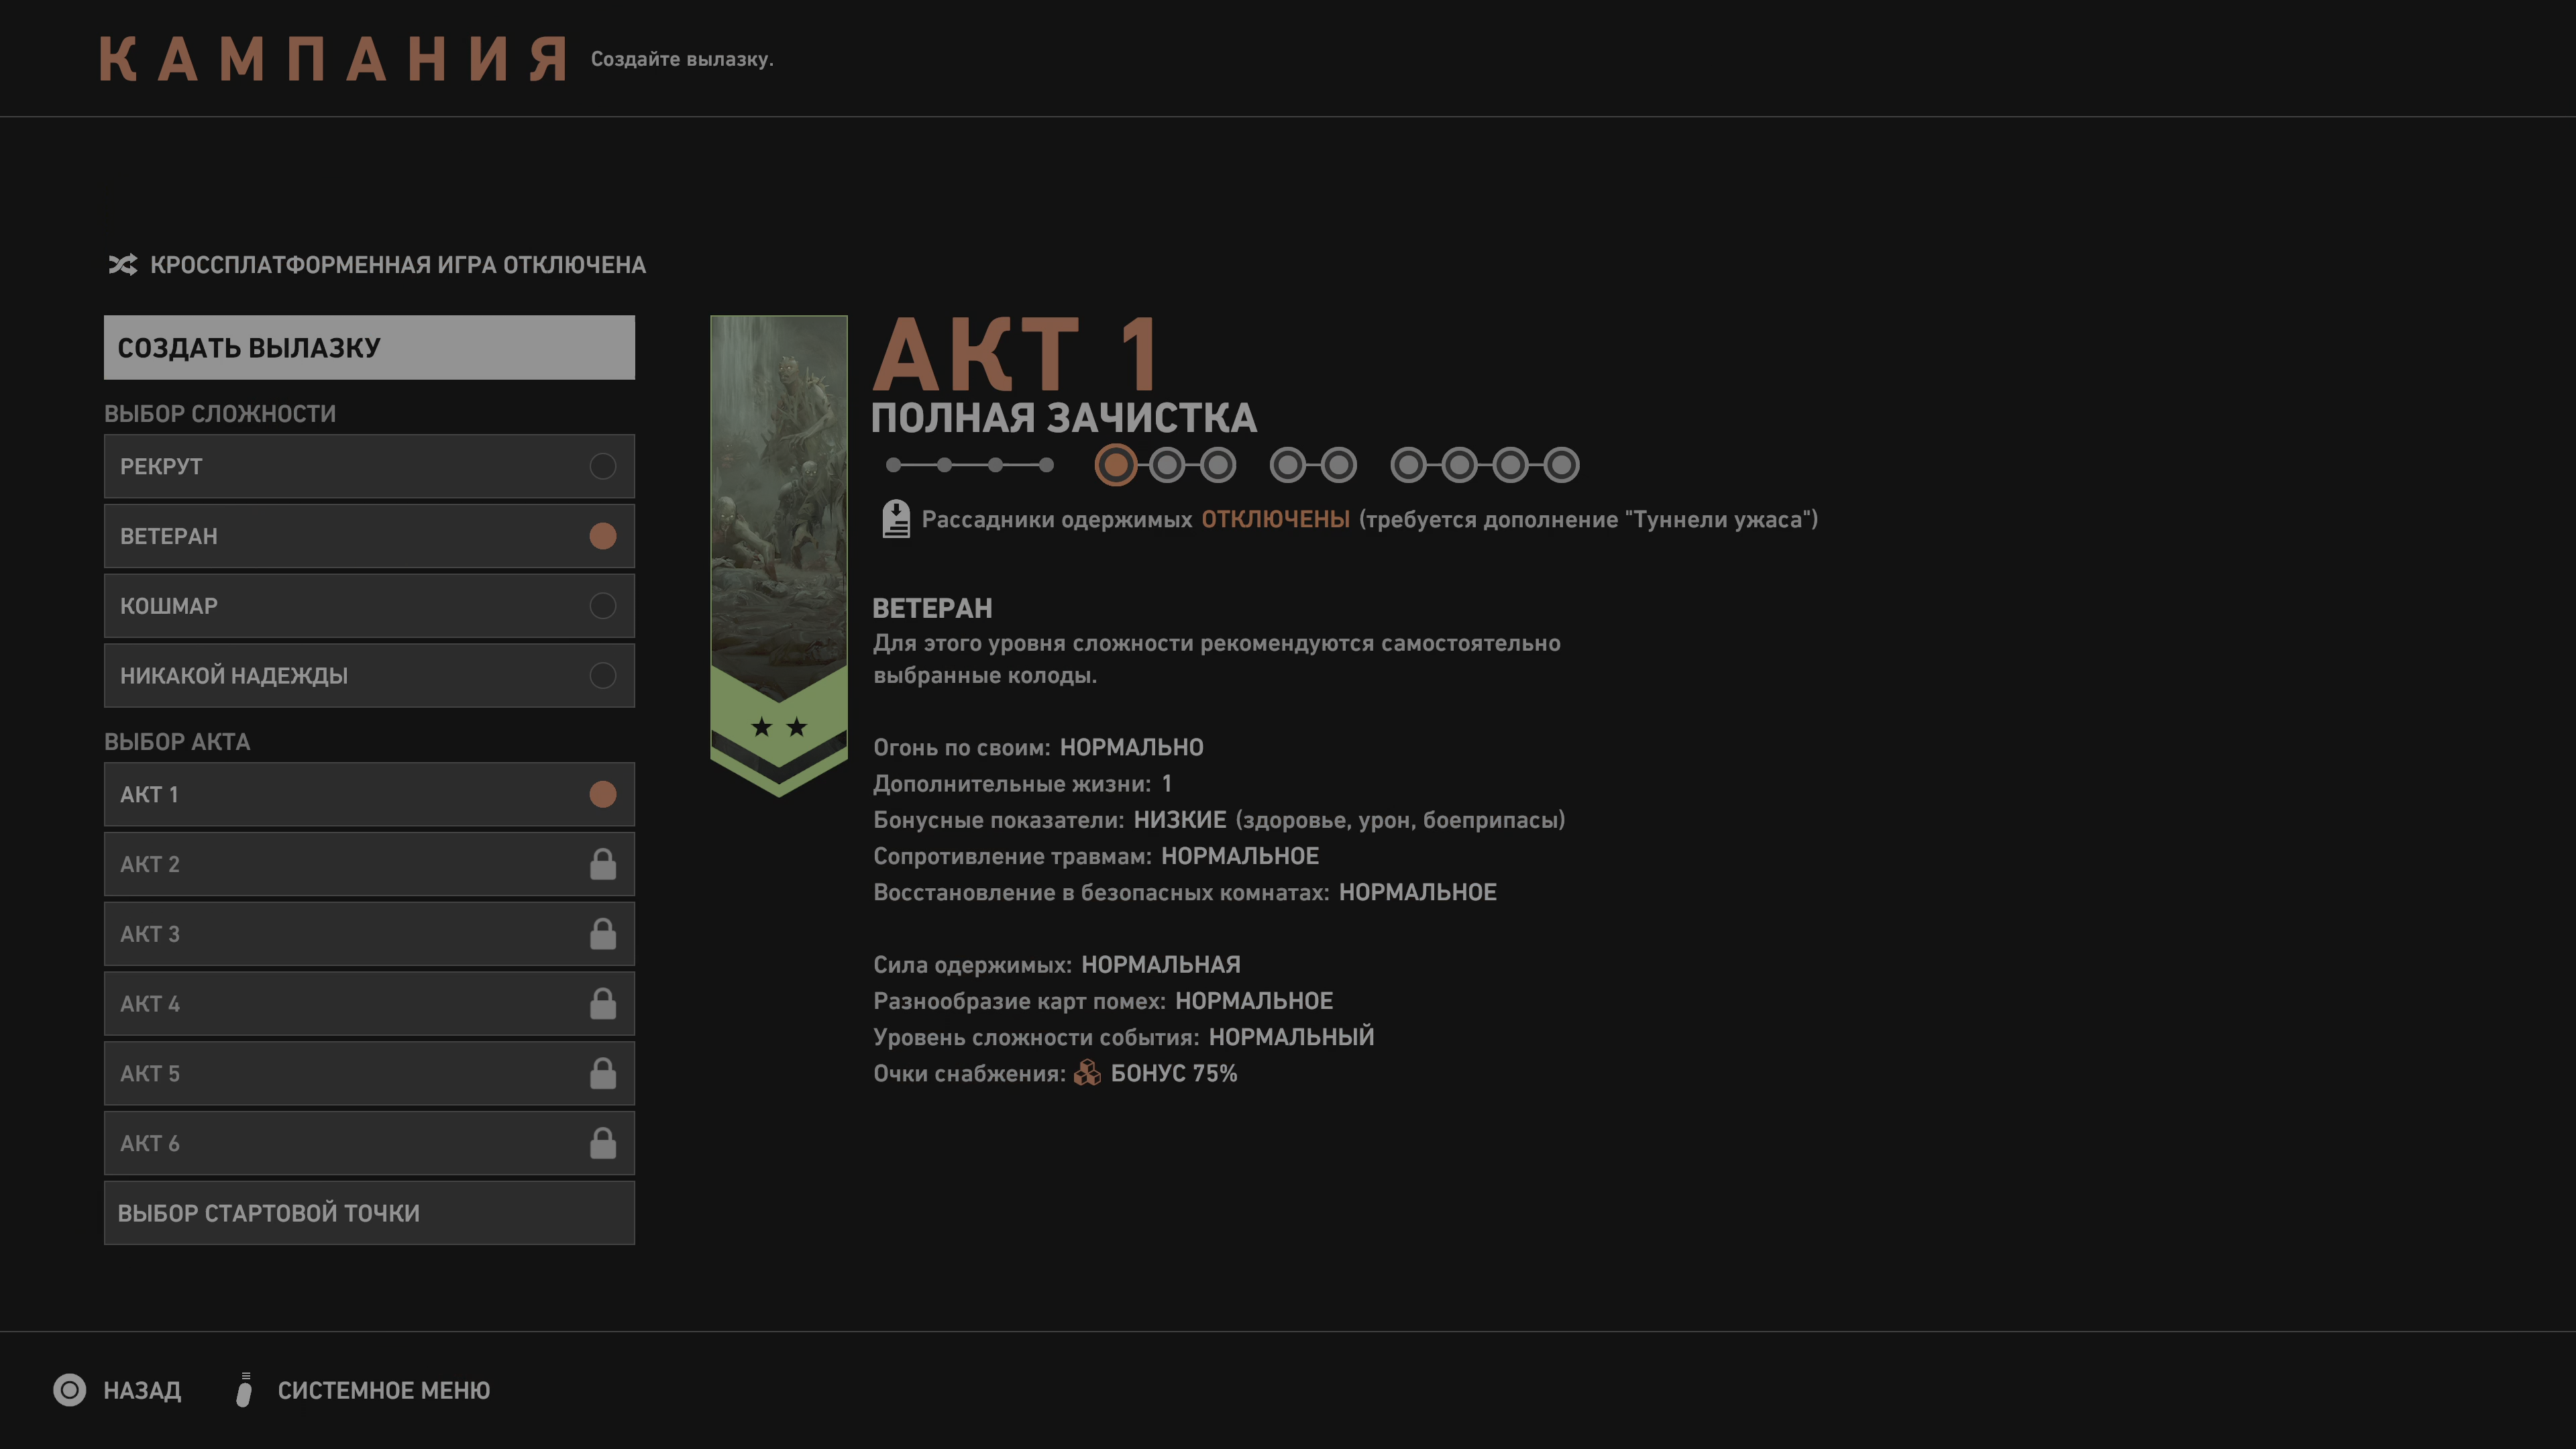 КАМПАНИЯ
Создайте вылазку.
КРОССПЛАТФОРМЕННАЯ ИГРА ОТКЛЮЧЕНА
СОЗДАТЬ ВЫЛАЗКУ
ВЫБОР СЛОЖНОСТИ
РЕКРУТ
ВЕТЕРАН
КОШМАР
НИКАКОЙ НАДЕЖДЫ
ВЫБОР АКТА
АКТ 1
АКТ 2
АКТ 3
АКТ 4
АКТ 5
АКТ 6
ВЫБОР СТАРТОВОЙ ТОЧКИ
АКТ 1
ПОЛНАЯ ЗАЧИСТКА
Рассадники одержимых ОТКЛЮЧЕНЫ (требуется дополнение "Туннели ужаса")
ВЕТЕРАН
Для этого уровня сложности рекомендуются самостоятельно
выбранные колоды.
Огонь по своим: НОРМАЛЬНО
Дополнительные жизни: 1
Бонусные показатели: НИЗКИЕ (здоровье, урон, боеприпасы)
Сопротивление травмам: НОРМАЛЬНОЕ
Восстановление в безопасных комнатах: НОРМАЛЬНОЕ
Сила одержимых: НОРМАЛЬНАЯ
Разнообразие карт помех: НОРМАЛЬНОЕ
Уровень сложности события: НОРМАЛЬНЫЙ
Очки снабжения: БОНУС 75%
НАЗАД
СИСТЕМНОЕ МЕНЮ